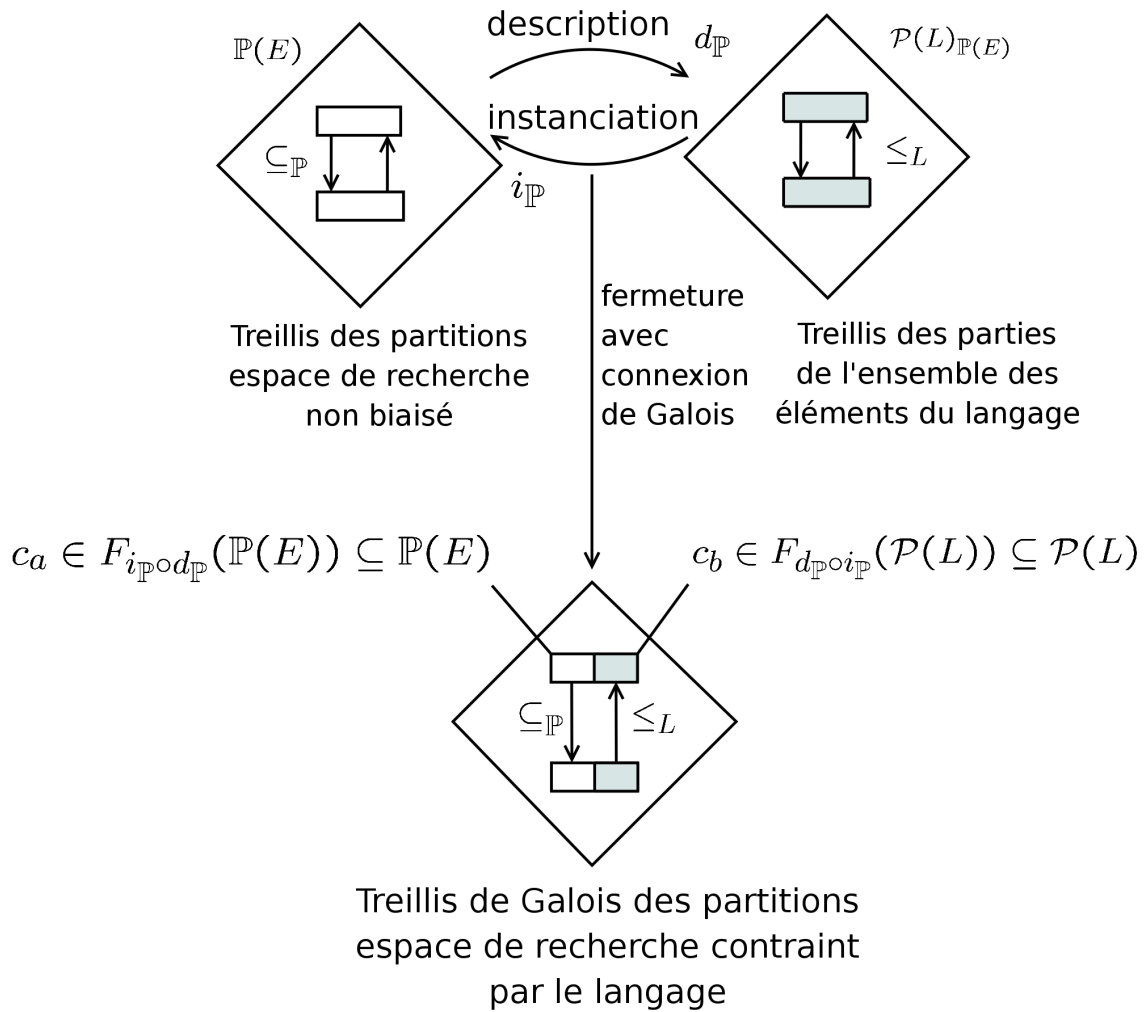 description
ℙ(E)
d_ℙ
𝒫(L)_ℙ(E)
instanciation
⊆_ℙ
≤_L
i_ℙ
fermeture
avec
connexion
de Galois
Treillis des partitions
espace de recherche
non biaisé
Treillis des parties
de l'ensemble des
éléments du langage
c_a ∈ F_{i_ℙ∘d_ℙ}(ℙ(E)) ⊆ ℙ(E)
c_b ∈ F_{d_ℙ∘i_ℙ}(𝒫(L)) ⊆ 𝒫(L)
⊆_ℙ
≤_L
Treillis de Galois des partitions
espace de recherche contraint
par le langage